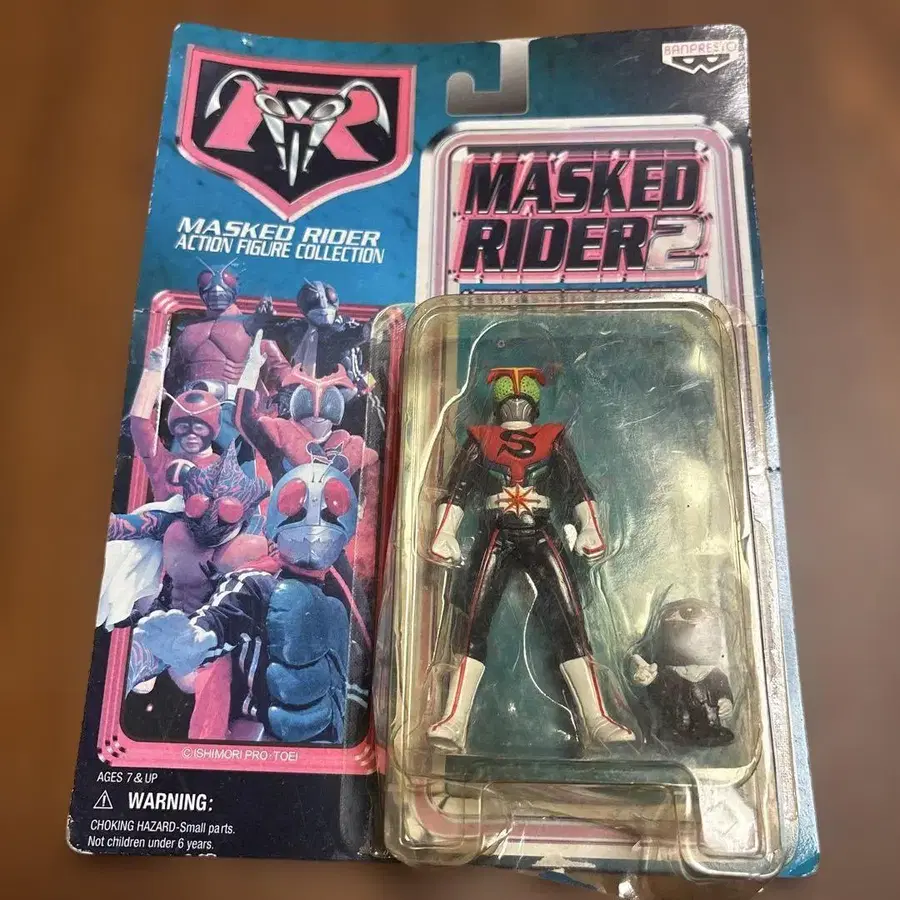 BANPRESTO
MASKED RIDER
ACTION FIGURE COLLECTION
MASKED
RIDER2
S
©ISHIMORI PRO·TOEI
AGES 7 & UP
⚠ WARNING:
CHOKING HAZARD-Small parts.
Not children under 6 years.